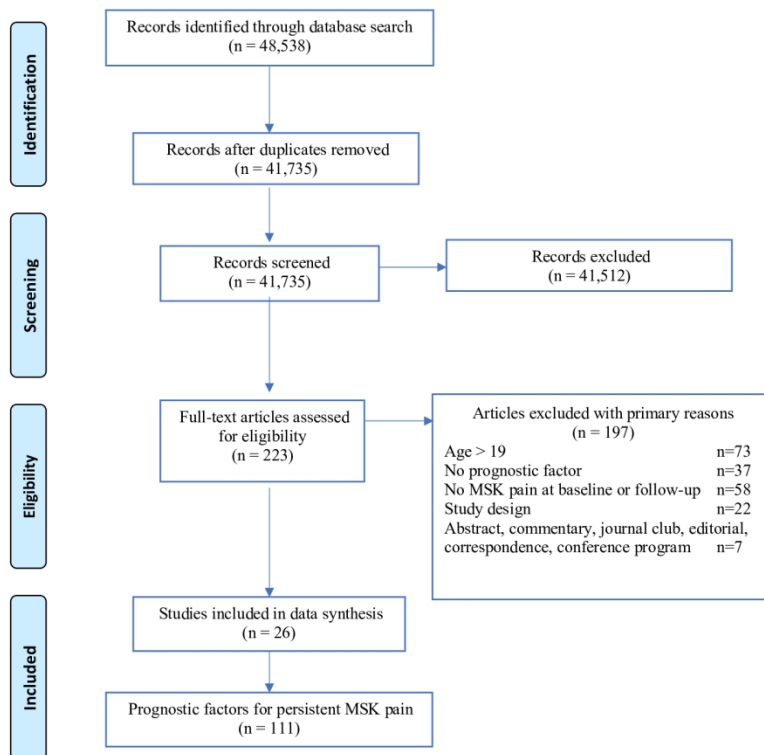 Identification
Records identified through database search
(n = 48,538)
Records after duplicates removed
(n = 41,735)
Screening
Records screened
(n = 41,735)
Records excluded
(n = 41,512)
Eligibility
Full-text articles assessed
for eligibility
(n = 223)
Articles excluded with primary reasons
(n = 197)
Age > 19 n=73
No prognostic factor n=37
No MSK pain at baseline or follow-up n=58
Study design n=22
Abstract, commentary, journal club, editorial,
correspondence, conference program n=7
Included
Studies included in data synthesis
(n = 26)
Prognostic factors for persistent MSK pain
(n = 111)